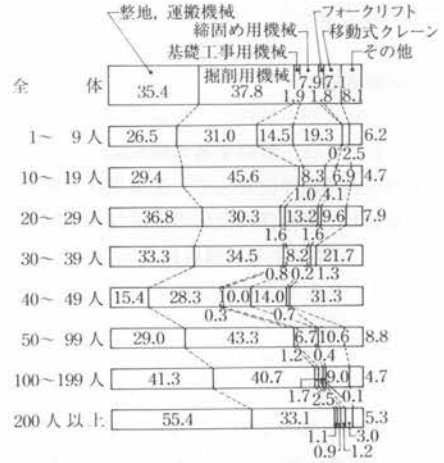 整地,運搬機械
フォークリフト
締固め用機械
移動式クレーン
基礎工事用機械
その他
掘削用機械
全体
35.4 37.8 1.9 7.9 1.8 7.1 8.1
1～ 9人 26.5 31.0 14.5 19.3 6.2
0. 2.5
10～ 19人 29.4 45.6 8.3 6.9 4.7
1.0 4.1
20～ 29人 36.8 30.3 13.2 9.6 7.9
1.6 1.6
30～ 39人 33.3 34.5 8.2 21.7
0.8 0.2 1.3
40～ 49人 15.4 28.3 10.0 14.0 31.3
0.3 0.7
50～ 99人 29.0 43.3 6.7 10.6 8.8
1.2 0.4
100～199人 41.3 40.7 9.0 4.7
1.7 2.5 0.1
200人以上 55.4 33.1 5.3
1.1 3.0
0.9 1.2